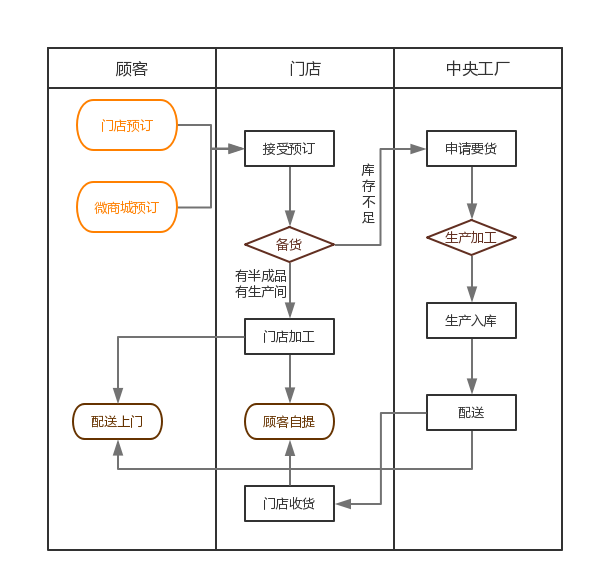 顾客
门店
中央工厂
门店预订
接受预订
申请要货
库
存
不
足
微商城预订
备货
生产加工
有半成品
有生产间
门店加工
生产入库
配送上门
顾客自提
配送
门店收货